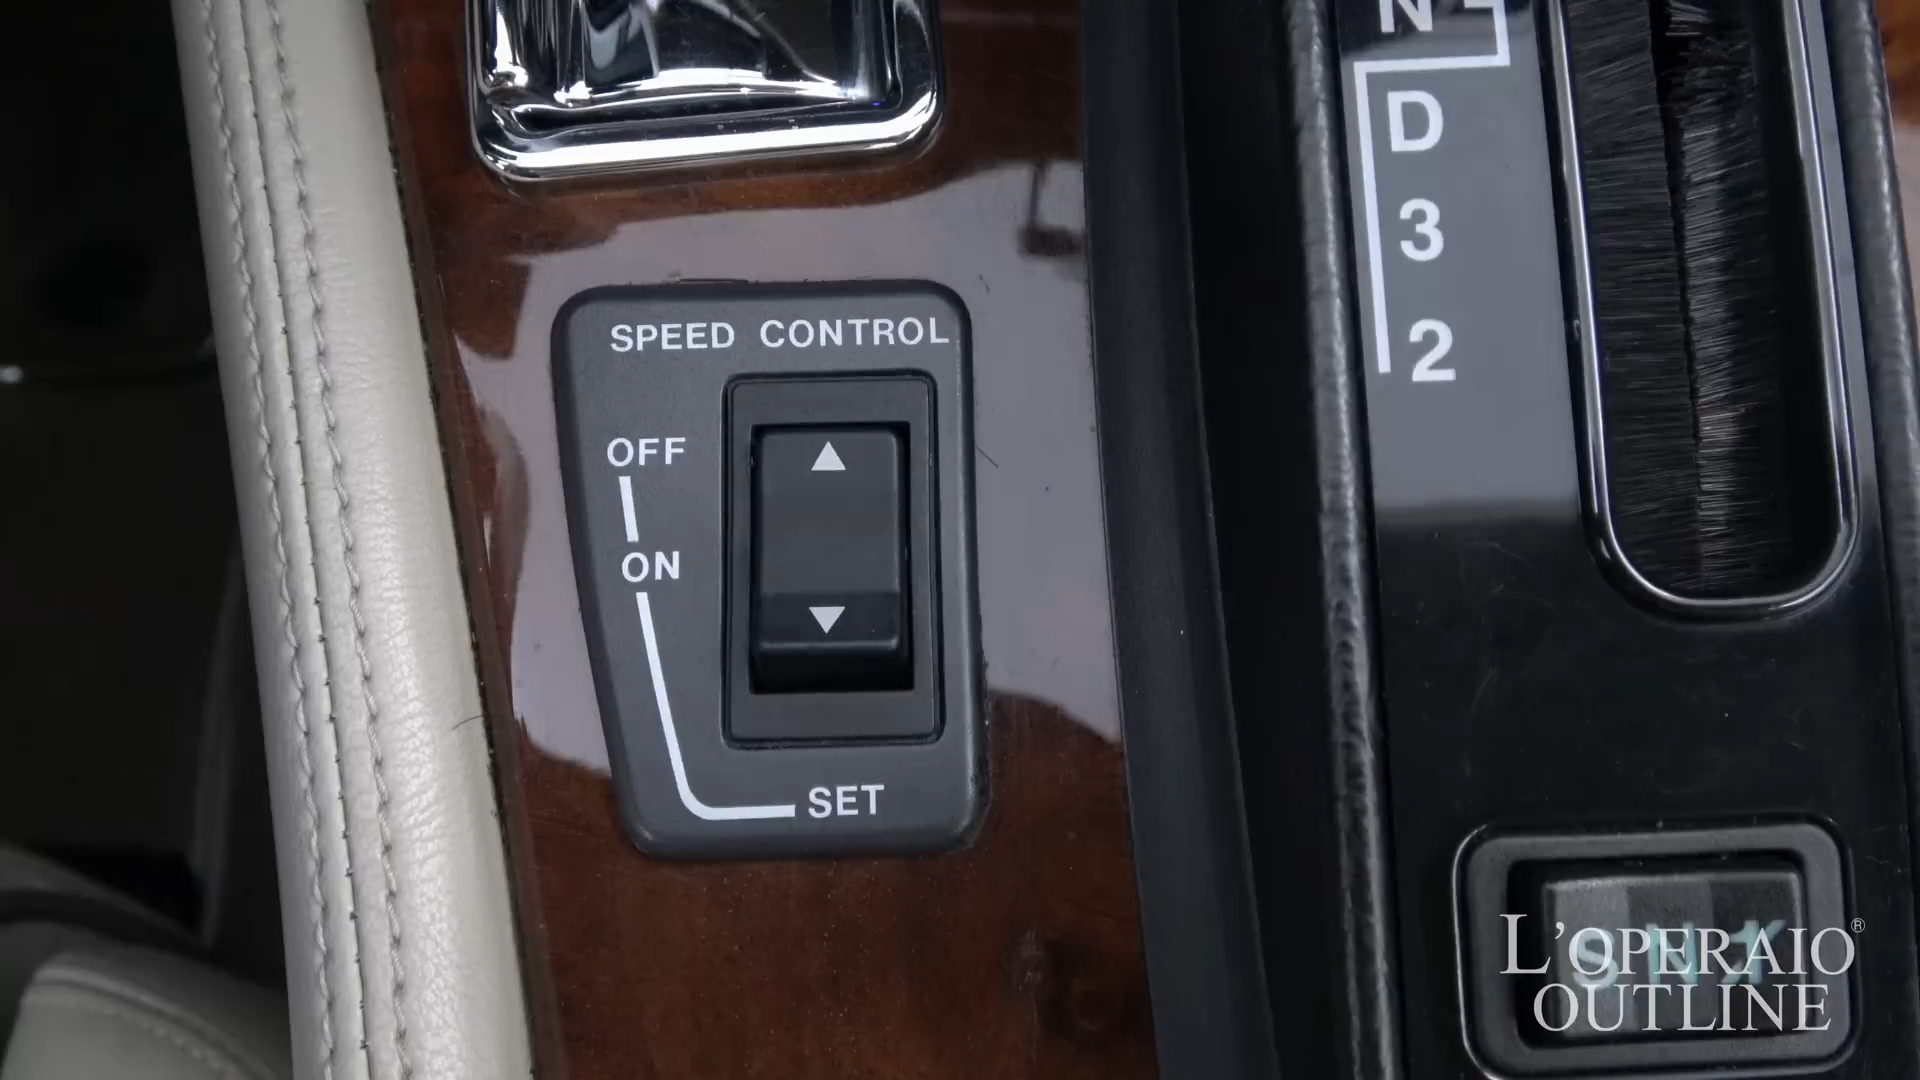 N
D
3
2
SPEED CONTROL
OFF
ON
SET
L'OPERAIO®
OUTLINE